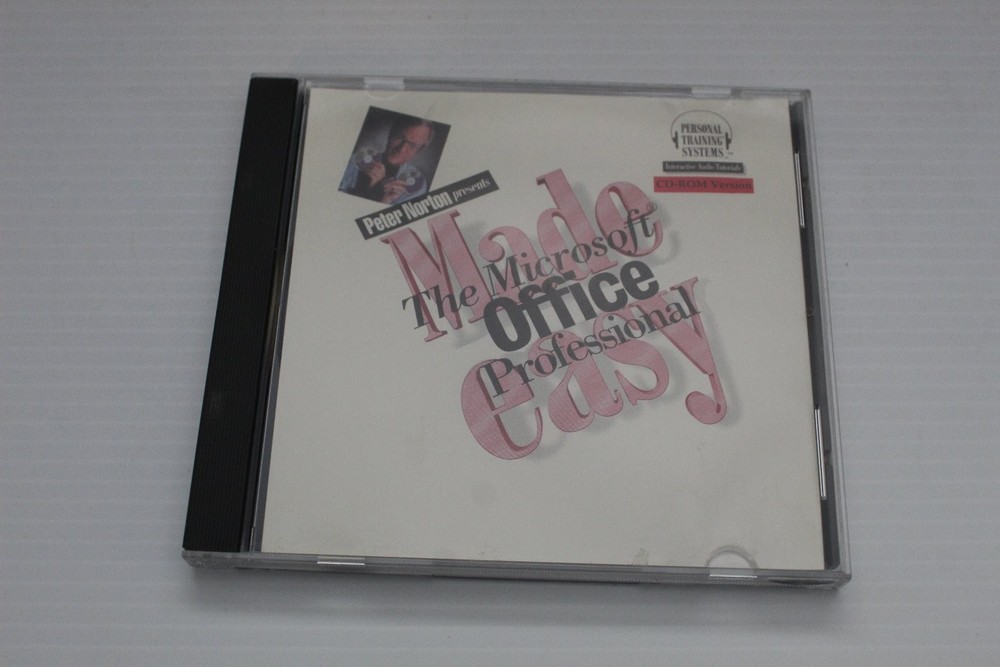 Peter Norton presents
Made
The Microsoft
Office
Professional
easy
PERSONAL
TRAINING
SYSTEMS
Interactive Audio Tutorials
CD-ROM Version